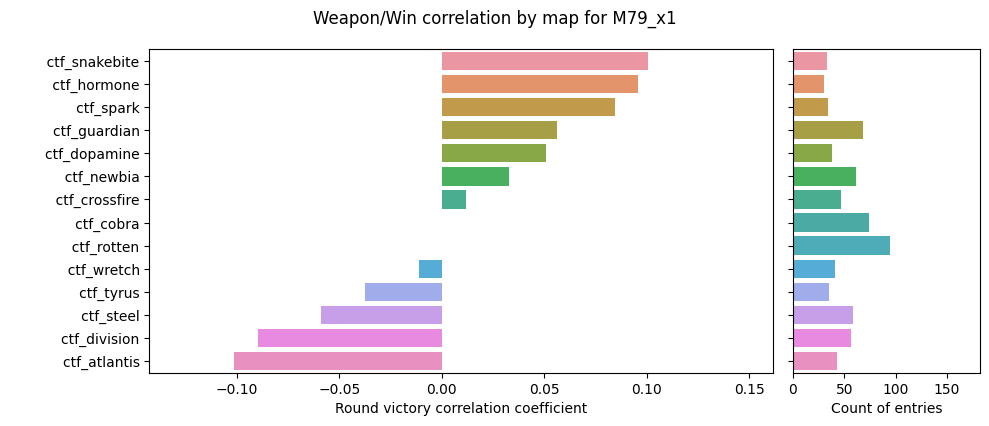 Weapon/Win correlation by map for M79_x1
ctf_snakebite
ctf_hormone
ctf_spark
ctf_guardian
ctf_dopamine
ctf_newbia
ctf_crossfire
ctf_cobra
ctf_rotten
ctf_wretch
ctf_tyrus
ctf_steel
ctf_division
ctf_atlantis
−0.10 −0.05 0.00 0.05 0.10 0.15
Round victory correlation coefficient
0 50 100 150
Count of entries